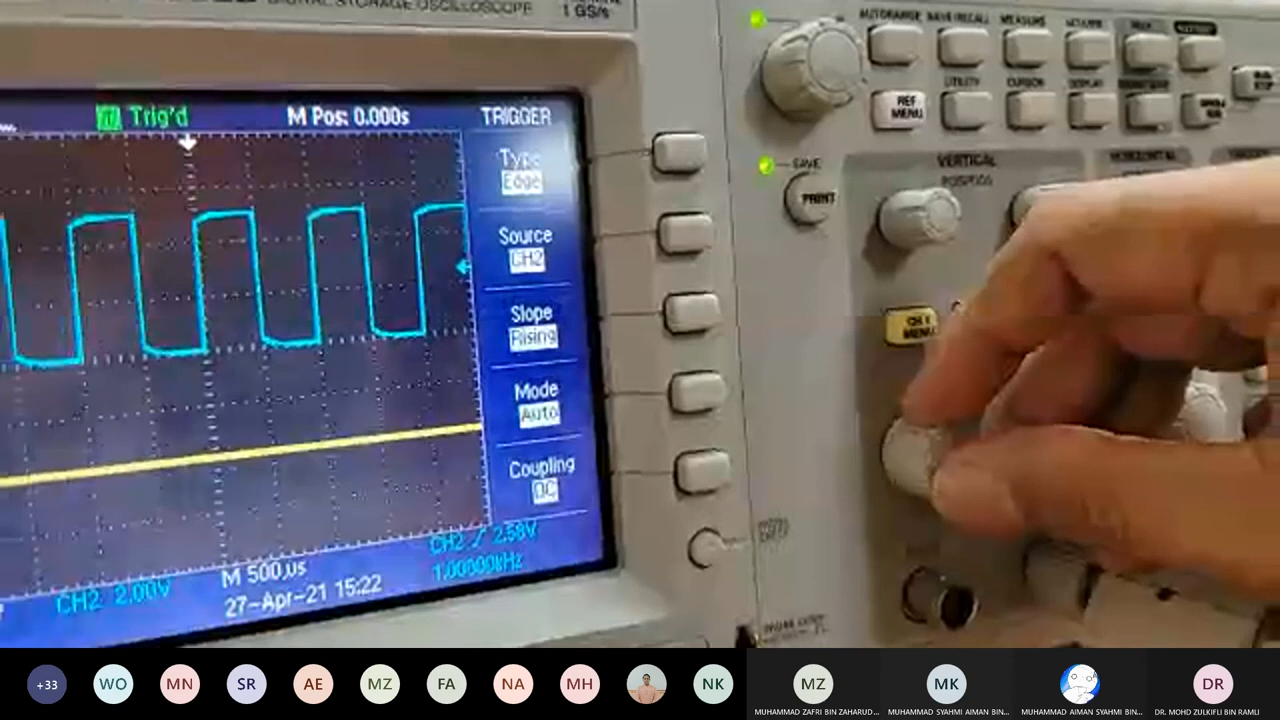 DIGITAL STORAGE OSCILLOSCOPE
1 GS/s
Trig'd
M Pos: 0.000s
TRIGGER
Type
Edge
Source
CH2
Slope
Rising
Mode
Auto
Coupling
DC
CH2 2.00V
M 500us
CH2 / 2.58V
27-Apr-21 15:22
1.00000kHz
AUTORANGE
SAVE/RECALL
MEASURE
UTILITY
CURSOR
DISPLAY
REF
MENU
SAVE
PRINT
VERTICAL
POSITION
CH 1
MENU
+33
WO
MN
SR
AE
MZ
FA
NA
MH
NK
MZ
MK
DR
MUHAMMAD ZAFRI BIN ZAHARUD...
MUHAMMAD SYAHMI AIMAN BIN...
MUHAMMAD AIMAN SYAHMI BIN...
DR. MOHD ZULKIFLI BIN RAMLI